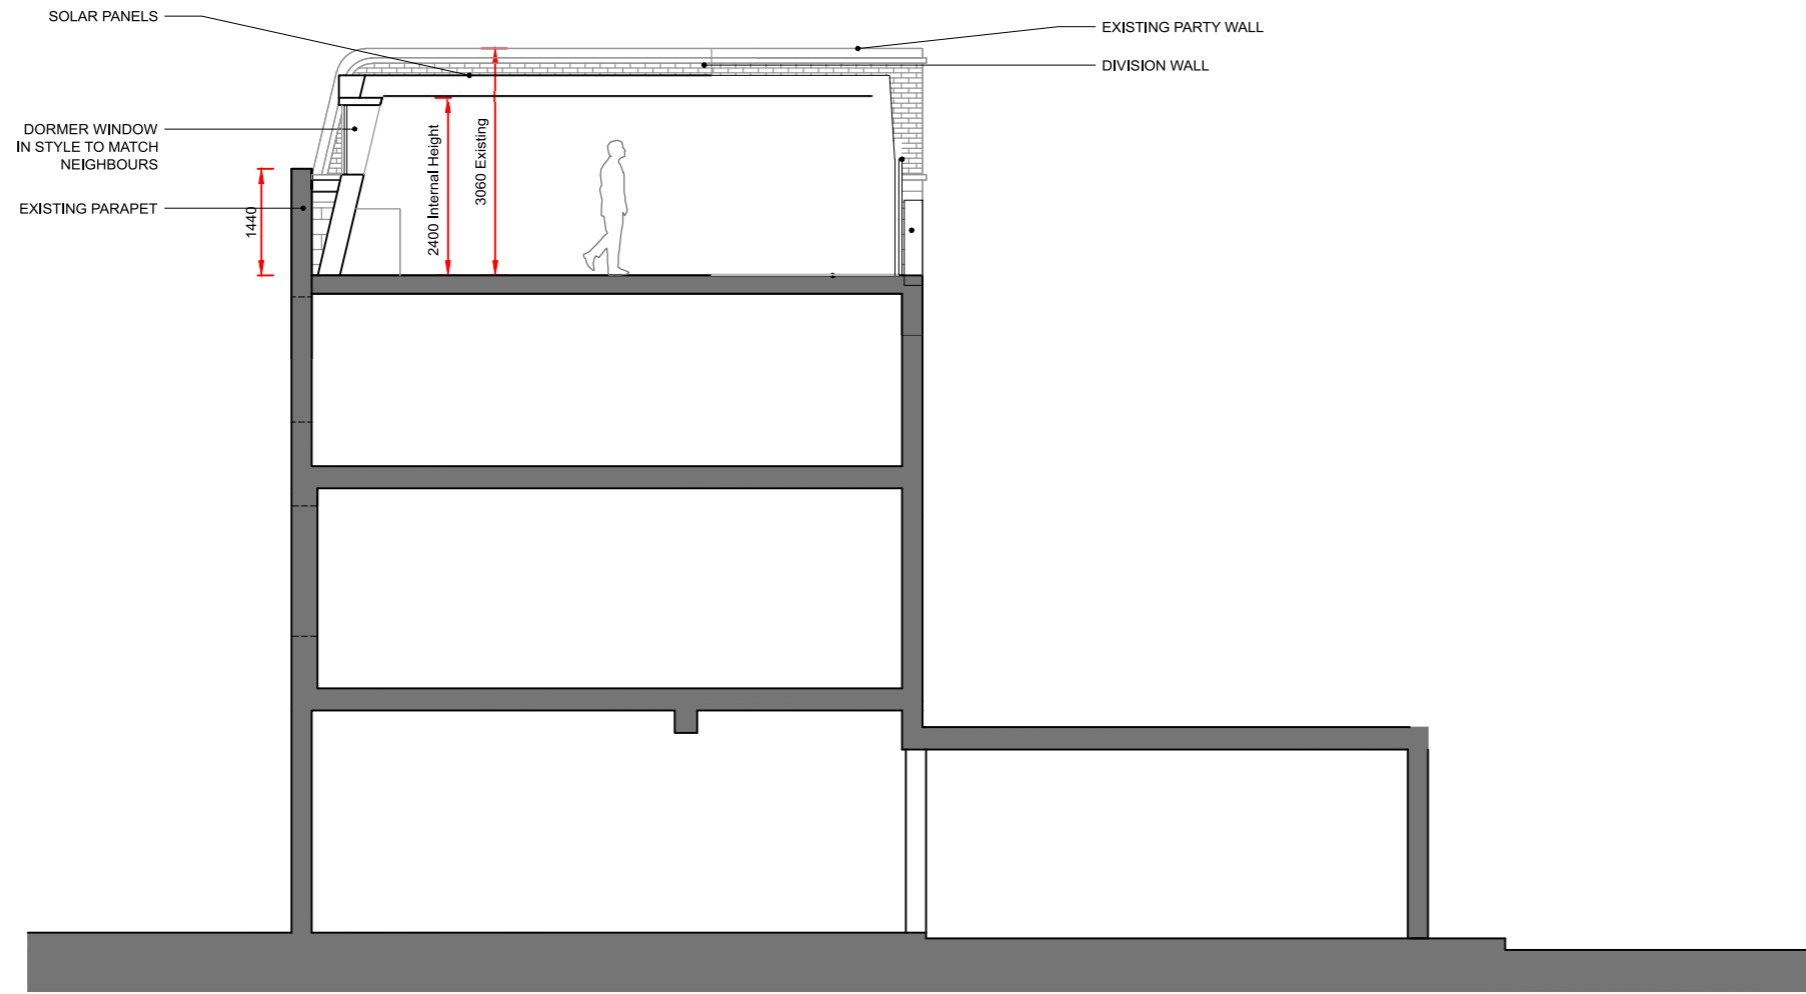 SOLAR PANELS
EXISTING PARTY WALL
DIVISION WALL
DORMER WINDOW
IN STYLE TO MATCH
NEIGHBOURS
EXISTING PARAPET
1440
2400 Internal Height
3060 Existing